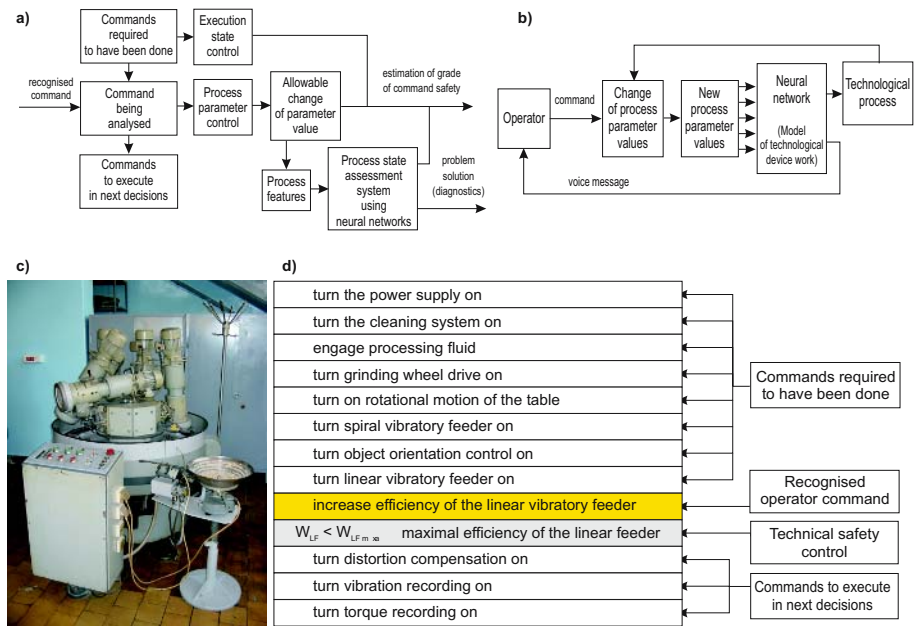 a)
Commands
required
to have been done
Execution
state
control
recognised
command
Command
being
analysed
Process
parameter
control
Allowable
change
of parameter
value
estimation of grade
of command safety
Commands
to execute
in next decisions
Process
features
Process state
assessment
system
using
neural networks
problem
solution
(diagnostics)
b)
Operator
command
Change
of process
parameter
values
New
process
parameter
values
Neural
network
(Model
of technological
device work)
Technological
process
voice message
c)
d)
turn the power supply on
turn the cleaning system on
engage processing fluid
turn grinding wheel drive on
turn on rotational motion of the table
turn spiral vibratory feeder on
turn object orientation control on
turn linear vibratory feeder on
increase efficiency of the linear vibratory feeder
W LF < W LF m xa maximal efficiency of the linear feeder
turn distortion compensation on
turn vibration recording on
turn torque recording on
Commands required
to have been done
Recognised
operator command
Technical safety
control
Commands to execute
in next decisions